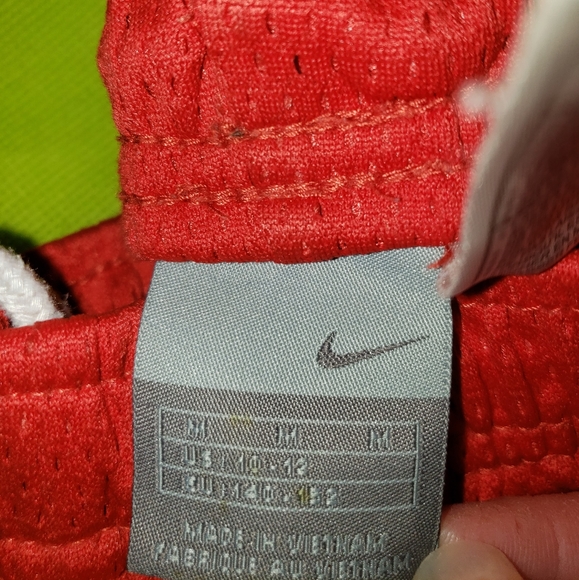 M M M
US : 10 - 12
EU : 140 - 152
MADE IN VIETNAM
FABRIQUE AU VIETNAM